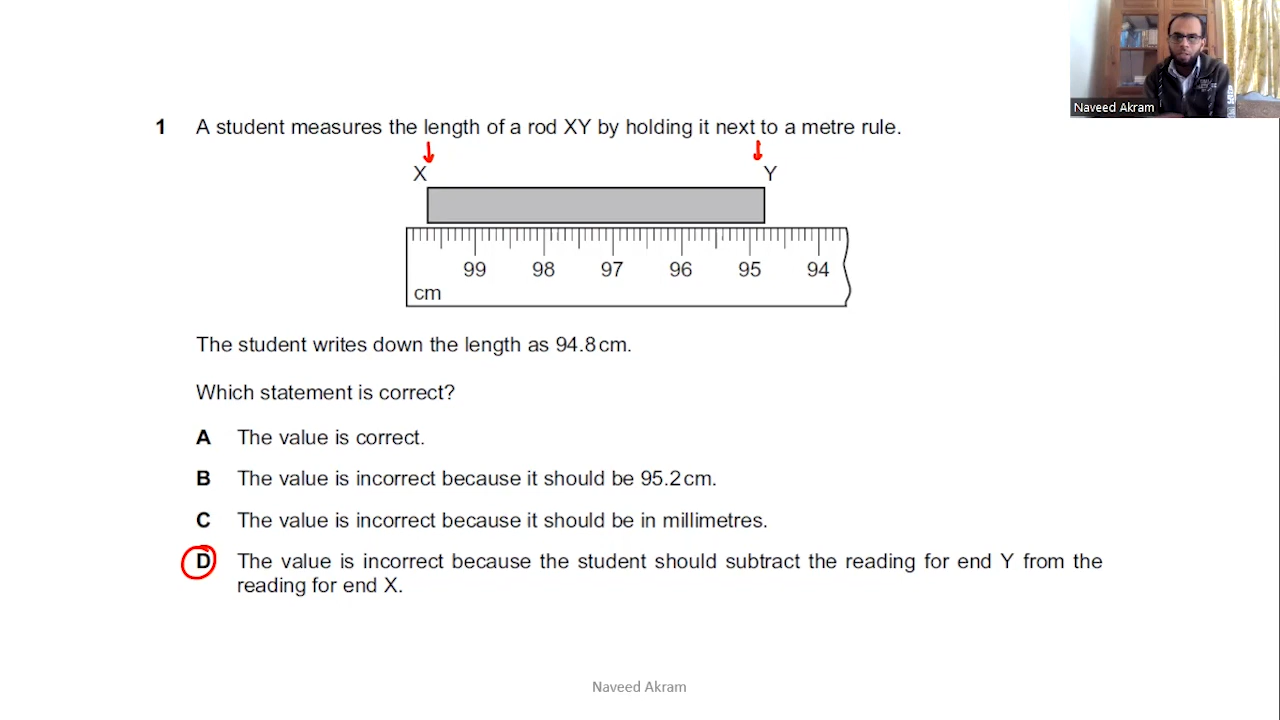 Naveed Akram
1 A student measures the length of a rod XY by holding it next to a metre rule.
X Y
99 98 97 96 95 94
cm
The student writes down the length as 94.8 cm.
Which statement is correct?
A The value is correct.
B The value is incorrect because it should be 95.2 cm.
C The value is incorrect because it should be in millimetres.
D The value is incorrect because the student should subtract the reading for end Y from the
reading for end X.
Naveed Akram